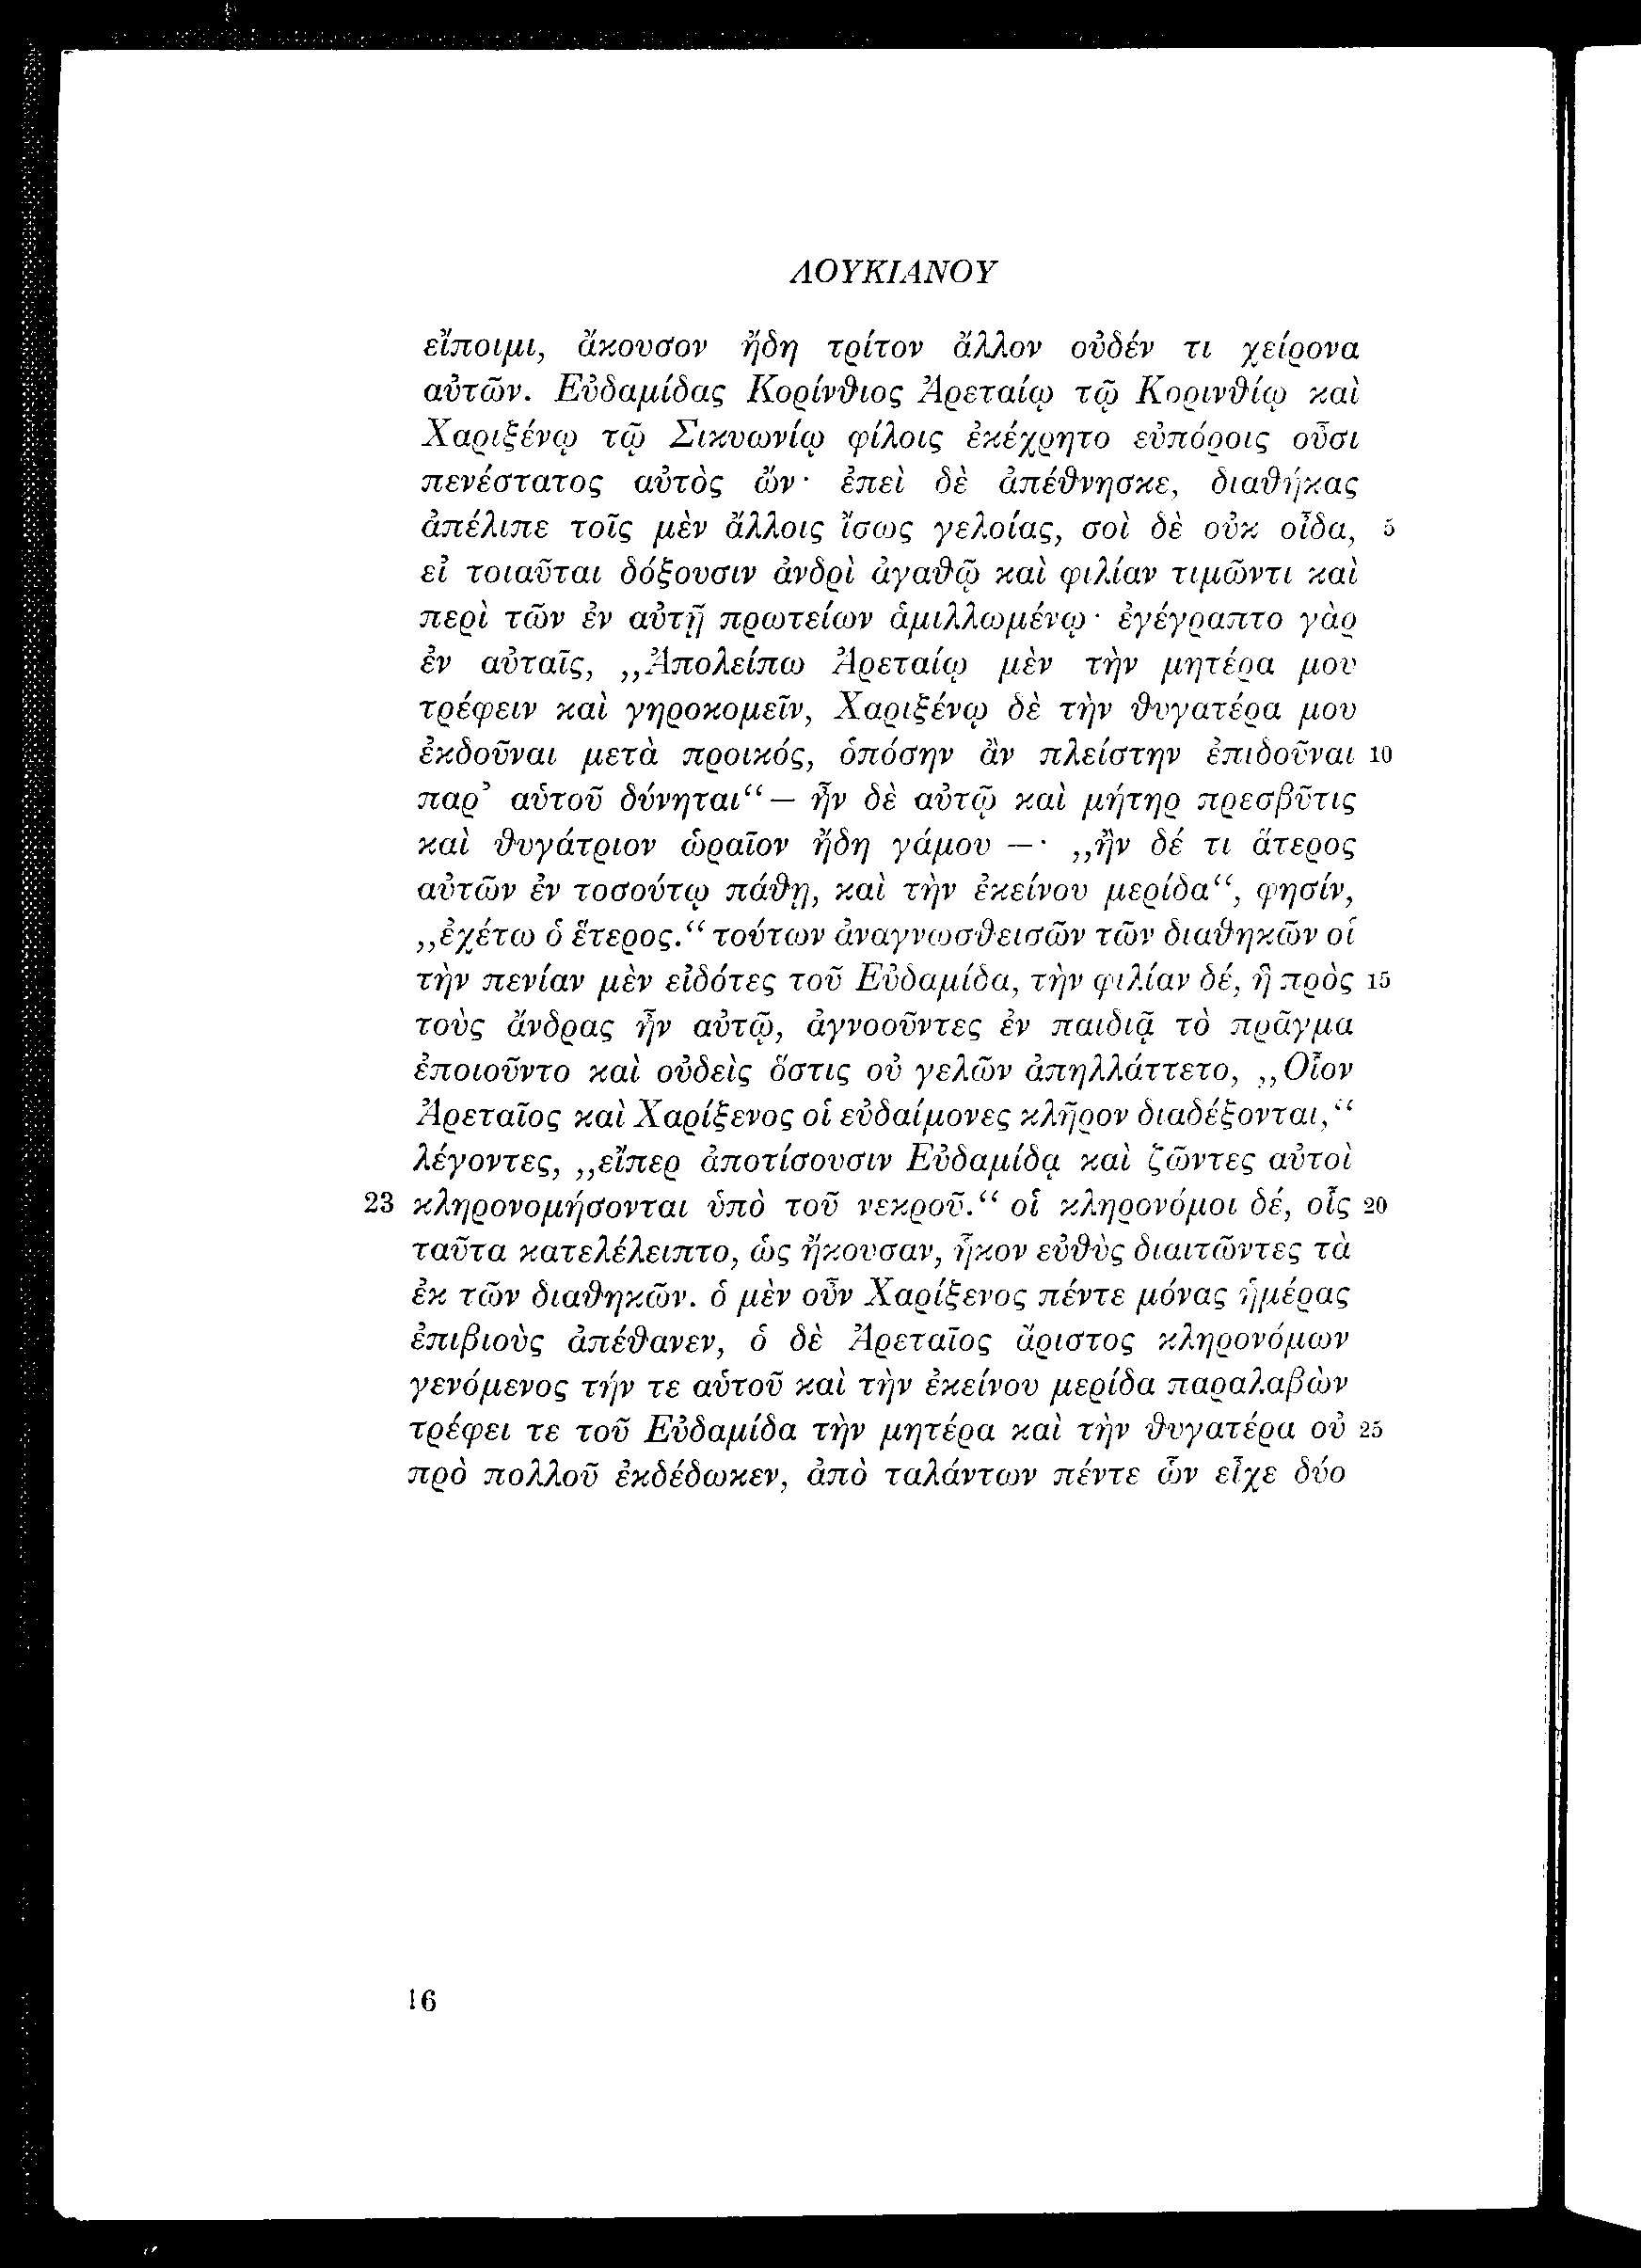 ΛΟΥΚΙΑΝΟΥ
εἴποιμι, ἄκουσον ἤδη τρίτον ἄλλον οὐδέν τι χείρονα
αὐτῶν. Εὐδαμίδας Κορίνθιος Ἀρεταίῳ τῷ Κορινθίῳ καὶ
Χαριξένῳ τῷ Σικυωνίῳ φίλοις ἐκέχρητο εὐπόροις οὖσι
πενέστατος αὐτὸς ὤν· ἐπεὶ δὲ ἀπέθνησκε, διαθήκας
ἀπέλιπε τοῖς μὲν ἄλλοις ἴσως γελοίας, σοὶ δὲ οὐκ οἶδα, 5
εἰ τοιαῦται δόξουσιν ἀνδρὶ ἀγαθῷ καὶ φιλίαν τιμῶντι καὶ
περὶ τῶν ἐν αὐτῇ πρωτείων ἁμιλλωμένῳ· ἐγέγραπτο γὰρ
ἐν αὐταῖς, „Ἀπολείπω Ἀρεταίῳ μὲν τὴν μητέρα μου
τρέφειν καὶ γηροκομεῖν, Χαριξένῳ δὲ τὴν θυγατέρα μου
ἐκδοῦναι μετὰ προικός, ὁπόσην ἂν πλείστην ἐπιδοῦναι 10
παρ’ αὑτοῦ δύνηται“ — ἦν δὲ αὐτῷ καὶ μήτηρ πρεσβῦτις
καὶ θυγάτριον ὡραῖον ἤδη γάμου —· „ἢν δέ τι ἅτερος
αὐτῶν ἐν τοσούτῳ πάθῃ, καὶ τὴν ἐκείνου μερίδα“, φησίν,
„ἐχέτω ὁ ἕτερος.“ τούτων ἀναγνωσθεισῶν τῶν διαθηκῶν οἱ
τὴν πενίαν μὲν εἰδότες τοῦ Εὐδαμίδα, τὴν φιλίαν δέ, ἣ πρὸς 15
τοὺς ἄνδρας ἦν αὐτῷ, ἀγνοοῦντες ἐν παιδιᾷ τὸ πρᾶγμα
ἐποιοῦντο καὶ οὐδεὶς ὅστις οὐ γελῶν ἀπηλλάττετο, „Οἷον
Ἀρεταῖος καὶ Χαρίξενος οἱ εὐδαίμονες κλῆρον διαδέξονται,“
λέγοντες, „εἴπερ ἀποτίσουσιν Εὐδαμίδᾳ καὶ ζῶντες αὐτοὶ
23 κληρονομήσονται ὑπὸ τοῦ νεκροῦ.“ οἱ κληρονόμοι δέ, οἷς 20
ταῦτα κατελέλειπτο, ὡς ἤκουσαν, ἧκον εὐθὺς διαιτῶντες τὰ
ἐκ τῶν διαθηκῶν. ὁ μὲν οὖν Χαρίξενος πέντε μόνας ἡμέρας
ἐπιβιοὺς ἀπέθανεν, ὁ δὲ Ἀρεταῖος ἄριστος κληρονόμων
γενόμενος τήν τε αὑτοῦ καὶ τὴν ἐκείνου μερίδα παραλαβὼν
τρέφει τε τοῦ Εὐδαμίδα τὴν μητέρα καὶ τὴν θυγατέρα οὐ 25
πρὸ πολλοῦ ἐκδέδωκεν, ἀπὸ ταλάντων πέντε ὧν εἶχε δύο
16